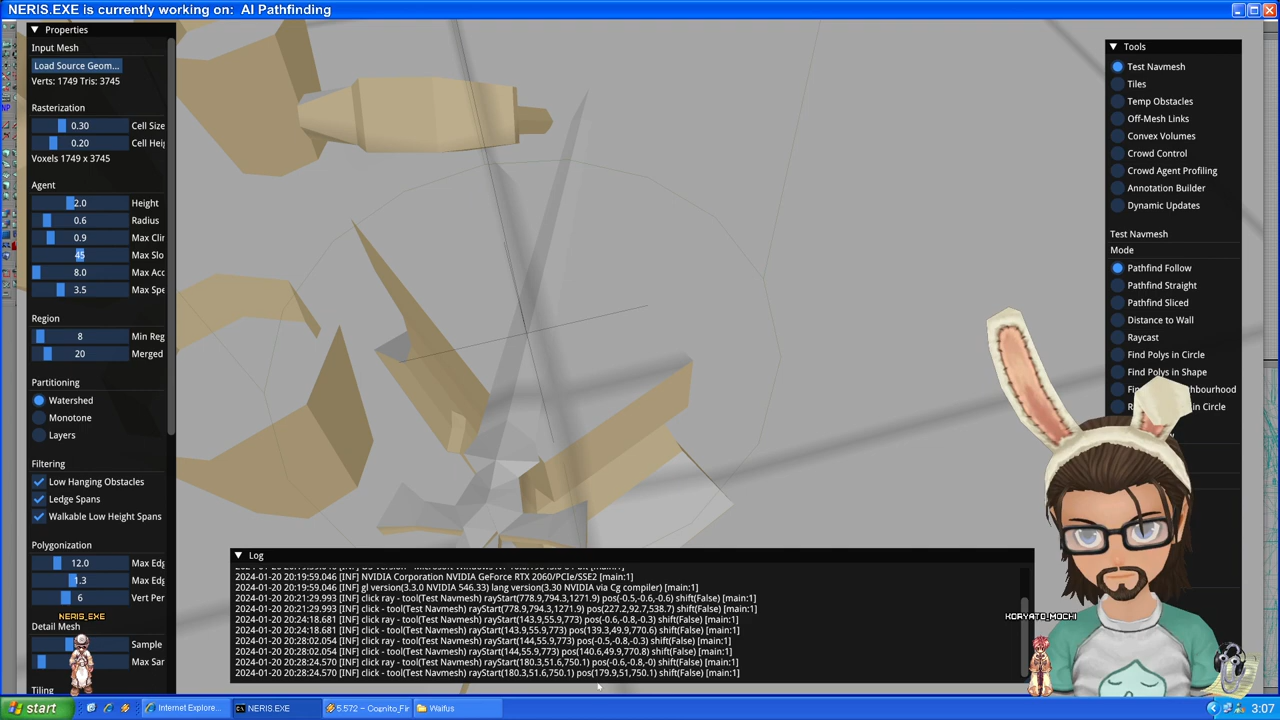 NERIS.EXE is currently working on: AI Pathfinding
Properties
Input Mesh
Load Source Geom...
Verts: 1749 Tris: 3745
Rasterization
0.30 Cell Size
0.20 Cell Hei
Voxels 1749 x 3745
Agent
2.0 Height
0.6 Radius
0.9 Max Clin
45 Max Slo
8.0 Max Acc
3.5 Max Spe
Region
8 Min Reg
20 Merged
Partitioning
Watershed
Monotone
Layers
Filtering
Low Hanging Obstacles
Ledge Spans
Walkable Low Height Spans
Polygonization
12.0 Max Edg
1.3 Max Edg
6 Vert Per
NERIS_EXE
Detail Mesh
Sample
Max Sar
Tiling
Tools
Test Navmesh
Tiles
Temp Obstacles
Off-Mesh Links
Convex Volumes
Crowd Control
Crowd Agent Profiling
Annotation Builder
Dynamic Updates
Test Navmesh
Mode
Pathfind Follow
Pathfind Straight
Pathfind Sliced
Distance to Wall
Raycast
Find Polys in Circle
Find Polys in Shape
KORYATO_MOCHI
Log
2024-01-20 20:19:59.046 [INF] NVIDIA Corporation NVIDIA GeForce RTX 2060/PCIe/SSE2 [main:1]
2024-01-20 20:19:59.046 [INF] gl version(3.3.0 NVIDIA 546.33) lang version(3.30 NVIDIA via Cg compiler) [main:1]
2024-01-20 20:21:29.993 [INF] click ray - tool(Test Navmesh) rayStart(778.9,794.3,1271.9) pos(-0.5,-0.6,-0.6) shift(False) [main:1]
2024-01-20 20:21:29.993 [INF] click ray - tool(Test Navmesh) rayStart(778.9,794.3,1271.9) pos(227.2,92.7,538.7) shift(False) [main:1]
2024-01-20 20:24:18.681 [INF] click ray - tool(Test Navmesh) rayStart(143.9,55.9,773) pos(-0.6,-0.8,-0.3) shift(False) [main:1]
2024-01-20 20:24:18.681 [INF] click ray - tool(Test Navmesh) rayStart(143.9,55.9,773) pos(139.3,49.9,770.6) shift(False) [main:1]
2024-01-20 20:28:02.054 [INF] click ray - tool(Test Navmesh) rayStart(144,55.9,773) pos(-0.5,-0.8,-0.3) shift(False) [main:1]
2024-01-20 20:28:02.054 [INF] click ray - tool(Test Navmesh) rayStart(144,55.9,773) pos(140.6,49.9,770.8) shift(False) [main:1]
2024-01-20 20:28:24.570 [INF] click ray - tool(Test Navmesh) rayStart(180.3,51.6,750.1) pos(-0.6,-0.8,-0) shift(False) [main:1]
2024-01-20 20:28:24.570 [INF] click ray - tool(Test Navmesh) rayStart(180.3,51.6,750.1) pos(179.9,51,750.1) shift(False) [main:1]
start
Internet Explore...
NERIS.EXE
Waifus
3:07